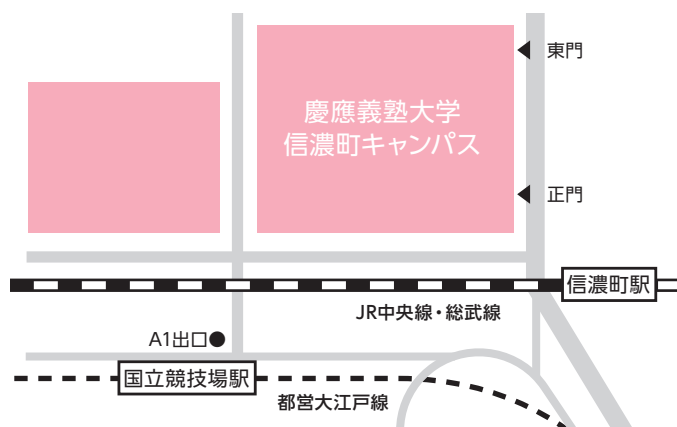 東門
慶應義塾大学
信濃町キャンパス
正門
信濃町駅
JR中央線・総武線
A1出口●
国立競技場駅
都営大江戸線